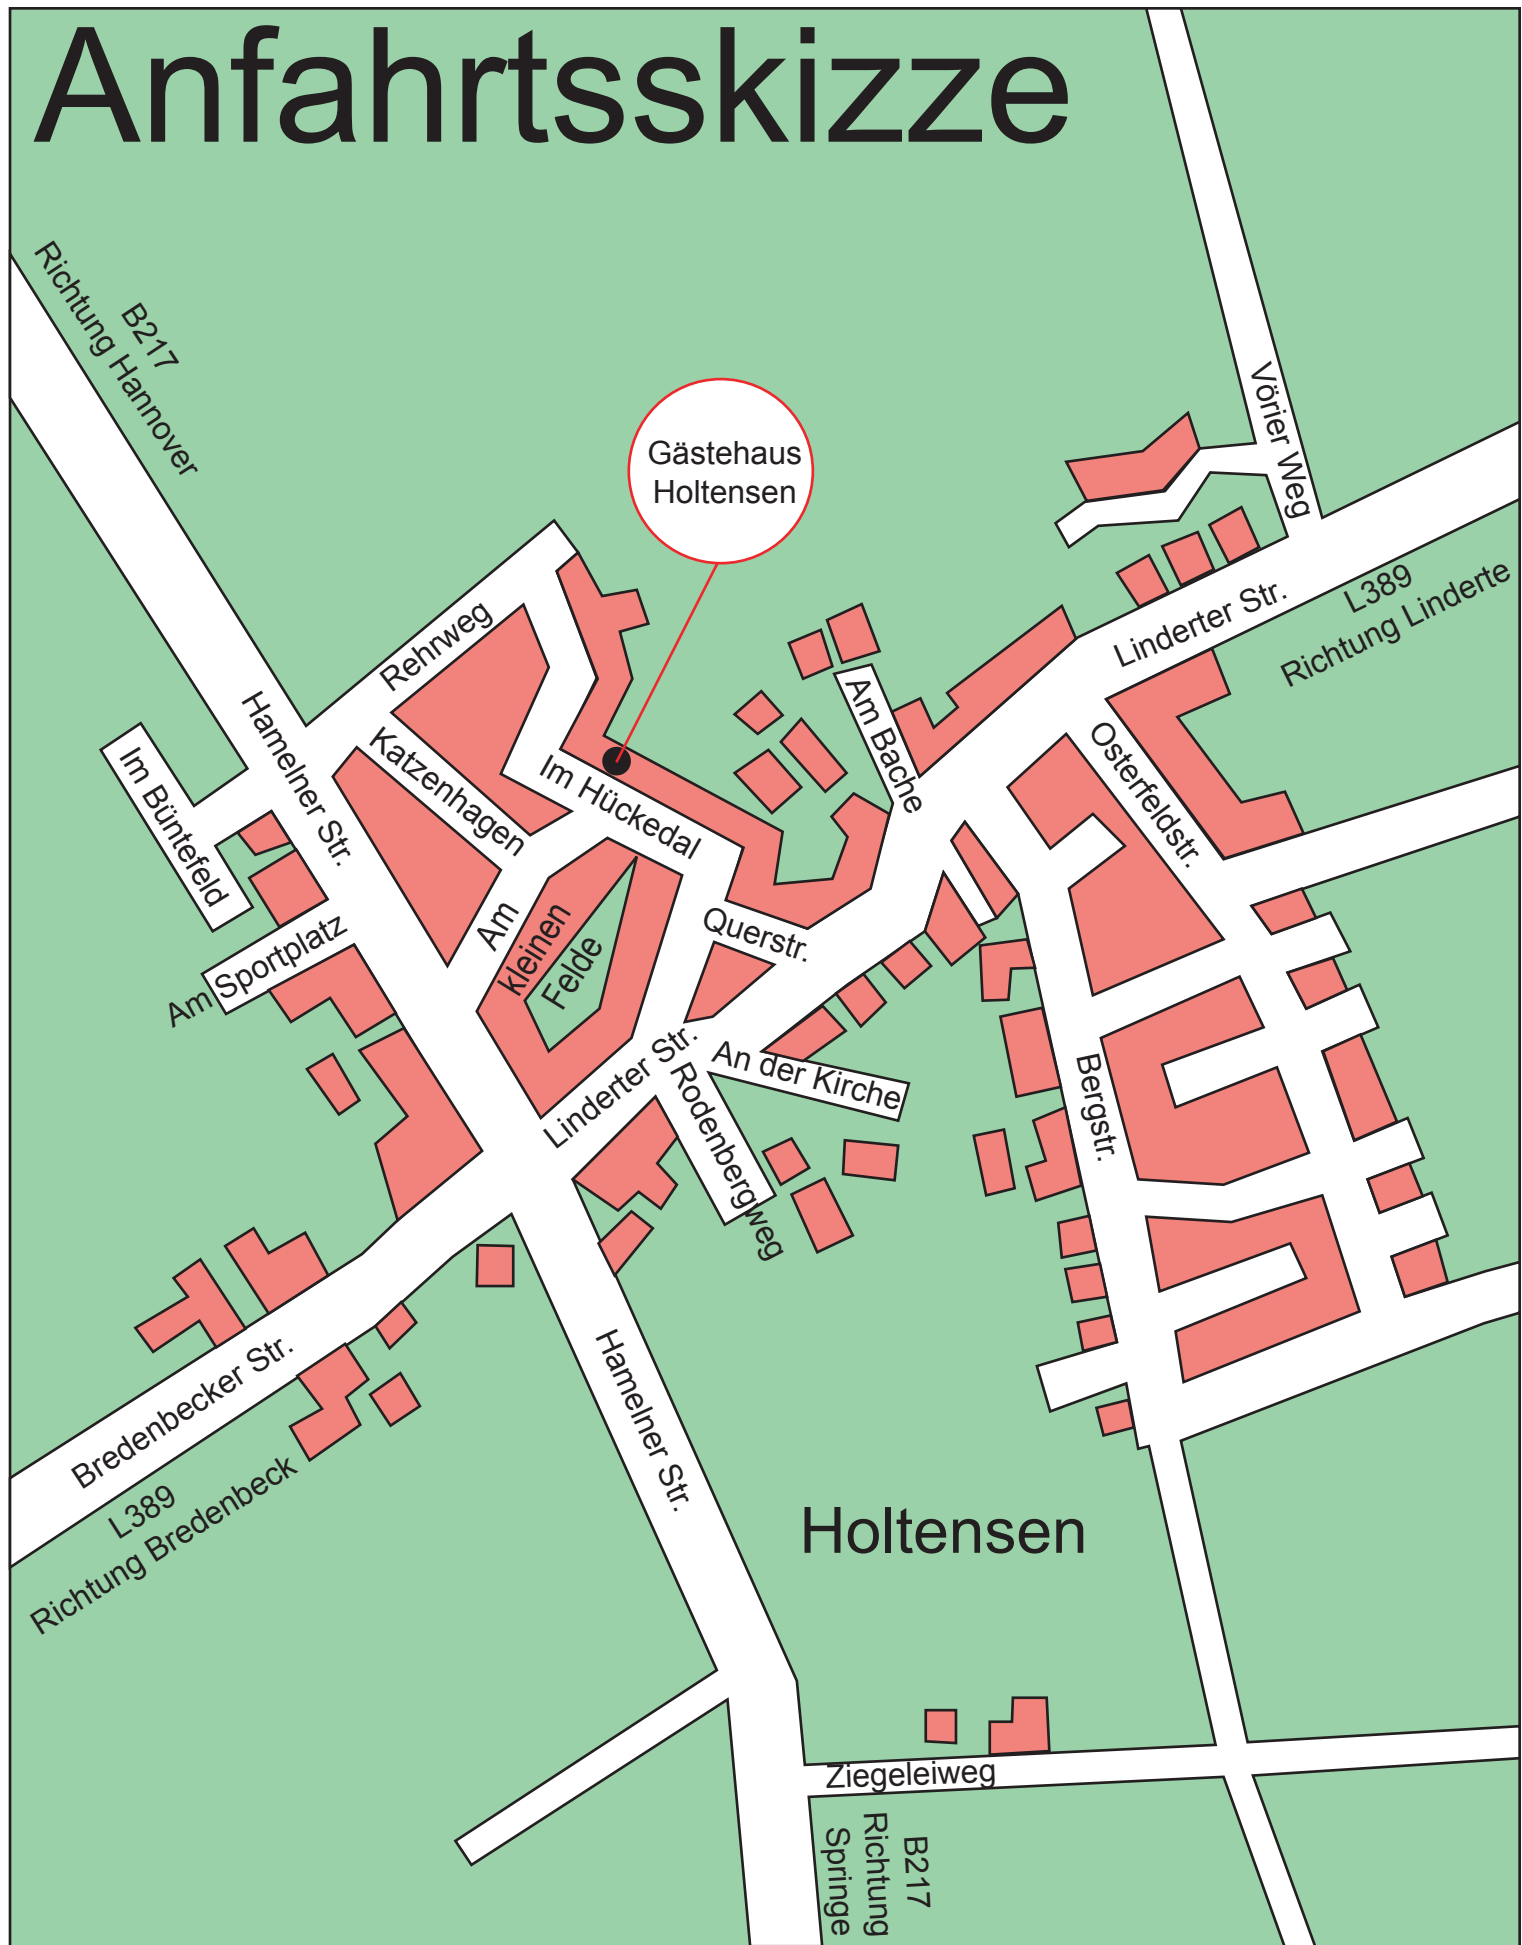 Anfahrtsskizze
B217
Richtung Hannover
Gästehaus
Holtensen
Vörier Weg
L389
Richtung Linderte
Linderter Str.
Rehrweg
Hamelner Str.
Katzenhagen
Im Hückedal
Am Bache
Osterfeldstr.
Im Büntefeld
Am Sportplatz
Am
kleinen
Felde
Querstr.
Linderter Str.
An der Kirche
Rodenbergweg
Bergstr.
Bredenbecker Str.
L389
Richtung Bredenbeck
Hamelner Str.
Holtensen
Ziegeleiweg
B217
Richtung
Springe